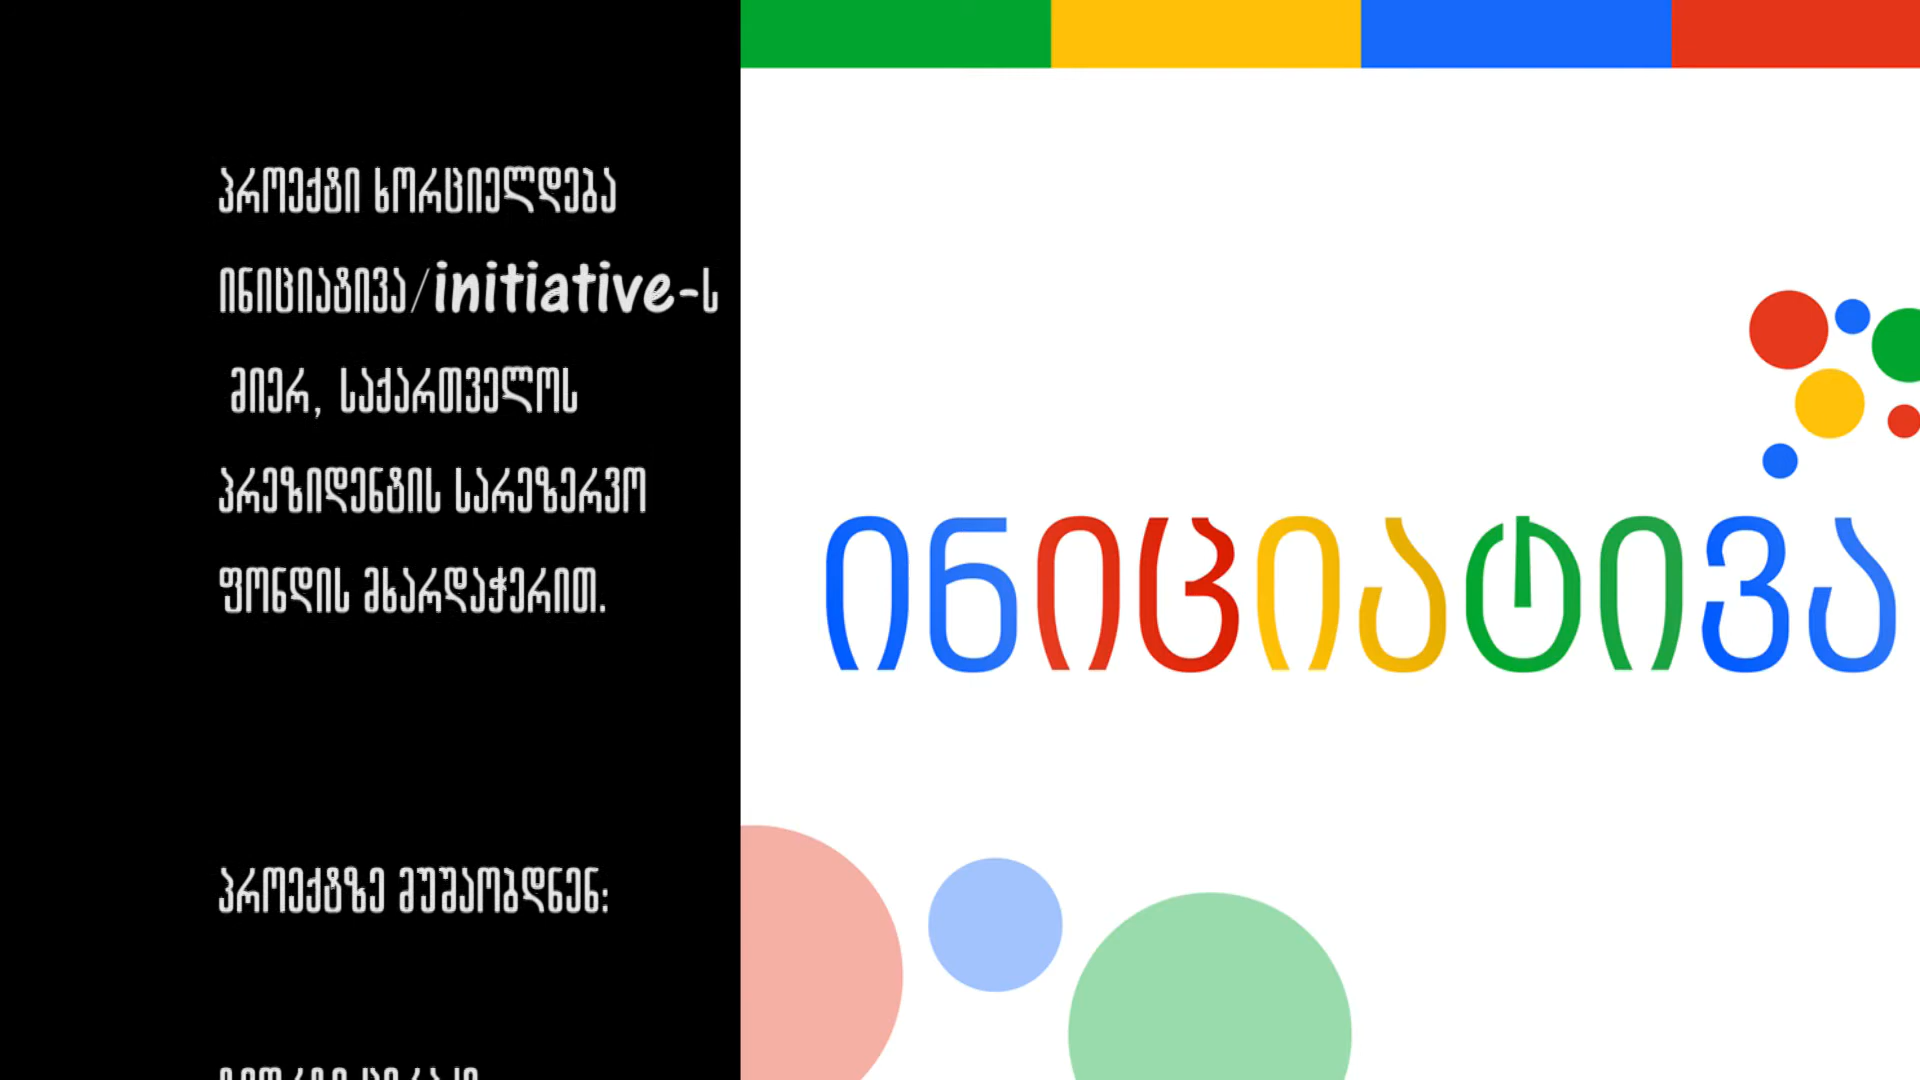 პროექტი ხორციელდება
ინიციატივა/initiative-ს
მიერ, საქართველოს
პრეზიდენტის სარეზერვო
ფონდის მხარდაჭერით.
პროექტზე მუშაობდნენ:
ინიციატივა